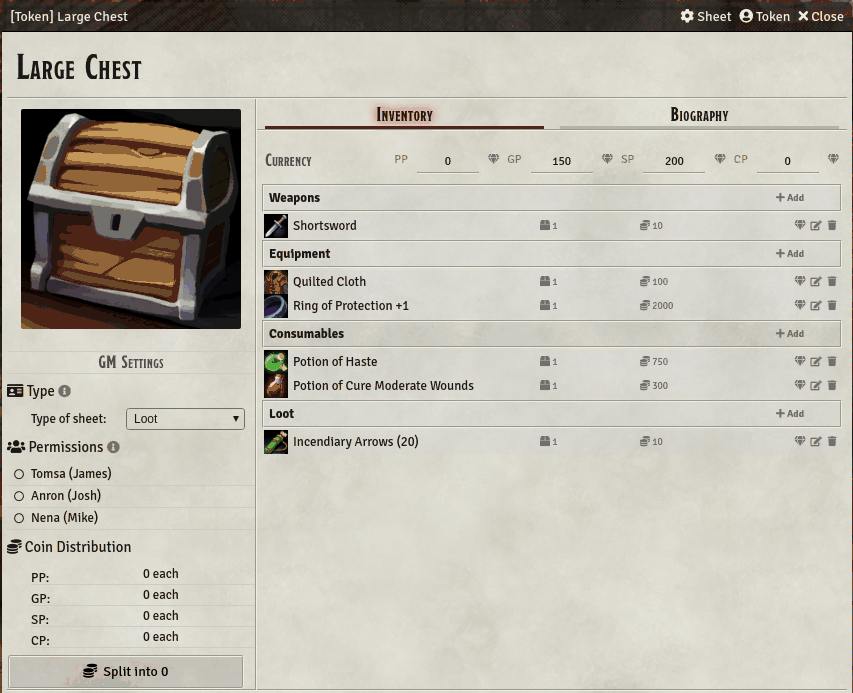 [Token] Large Chest Sheet Token Close
Large Chest
Inventory Biography
Currency PP 0 GP 150 SP 200 CP 0
Weapons Add
Shortsword 1 10
Equipment Add
Quilted Cloth 1 100
Ring of Protection +1 1 2000
Consumables Add
Potion of Haste 1 750
Potion of Cure Moderate Wounds 1 300
Loot Add
Incendiary Arrows (20) 1 10
GM Settings
Type
Type of sheet: Loot
Permissions
Tomsa (James)
Anron (Josh)
Nena (Mike)
Coin Distribution
PP: 0 each
GP: 0 each
SP: 0 each
CP: 0 each
Split into 0